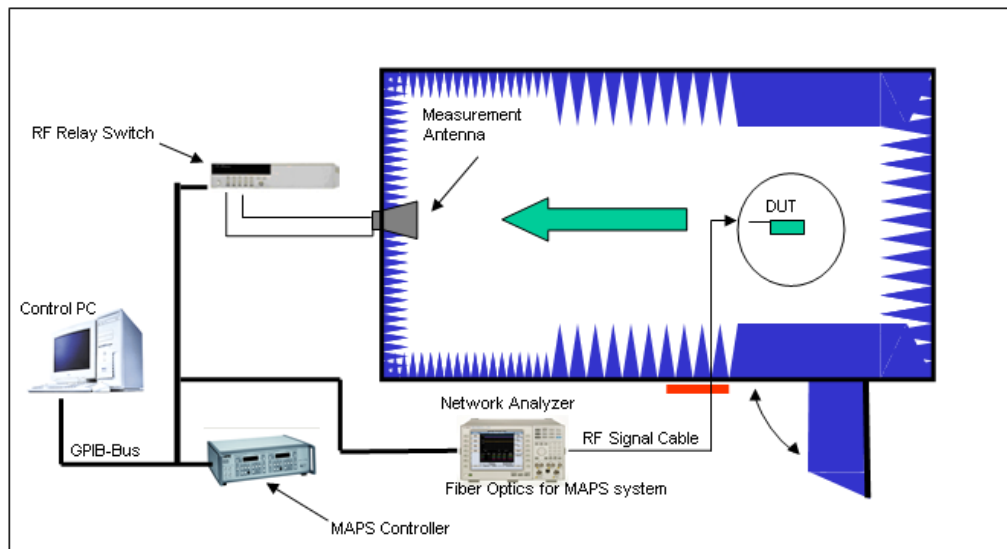 Measurement
Antenna
RF Relay Switch
DUT
Control PC
Network Analyzer
RF Signal Cable
GPIB-Bus
Fiber Optics for MAPS system
MAPS Controller